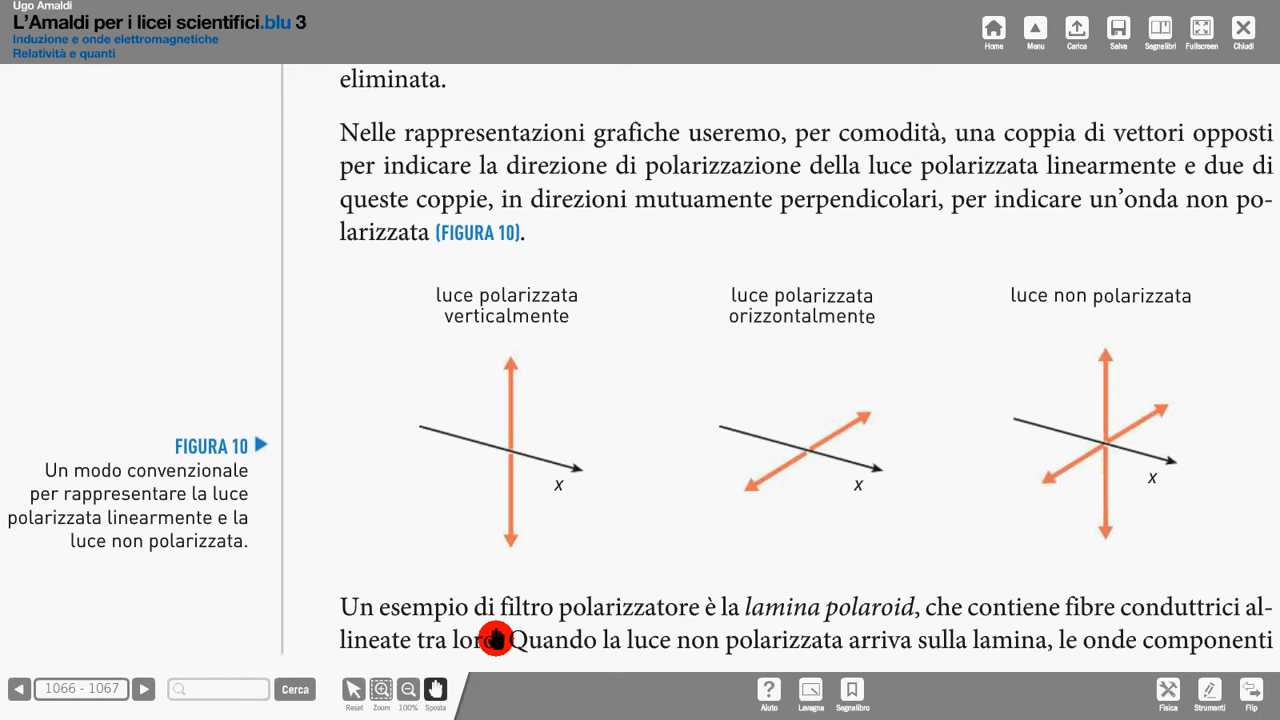 Ugo Amaldi
L'Amaldi per i licei scientifici.blu 3
Induzione e onde elettromagnetiche
Relatività e quanti
Home
Menu
Carica
Salva
Segnalibri
Fullscreen
Chiudi
eliminata.
Nelle rappresentazioni grafiche useremo, per comodità, una coppia di vettori opposti
per indicare la direzione di polarizzazione della luce polarizzata linearmente e due di
queste coppie, in direzioni mutuamente perpendicolari, per indicare un'onda non po-
larizzata (FIGURA 10).
luce polarizzata
verticalmente
luce polarizzata
orizzontalmente
luce non polarizzata
x
x
x
FIGURA 10
Un modo convenzionale
per rappresentare la luce
polarizzata linearmente e la
luce non polarizzata.
Un esempio di filtro polarizzatore è la lamina polaroid, che contiene fibre conduttrici al-
lineate tra loro. Quando la luce non polarizzata arriva sulla lamina, le onde componenti
1066 - 1067
Cerca
Reset
Zoom
100%
Sposta
Aiuto
Lavagna
Segnalibro
Fisica
Strumenti
Flip